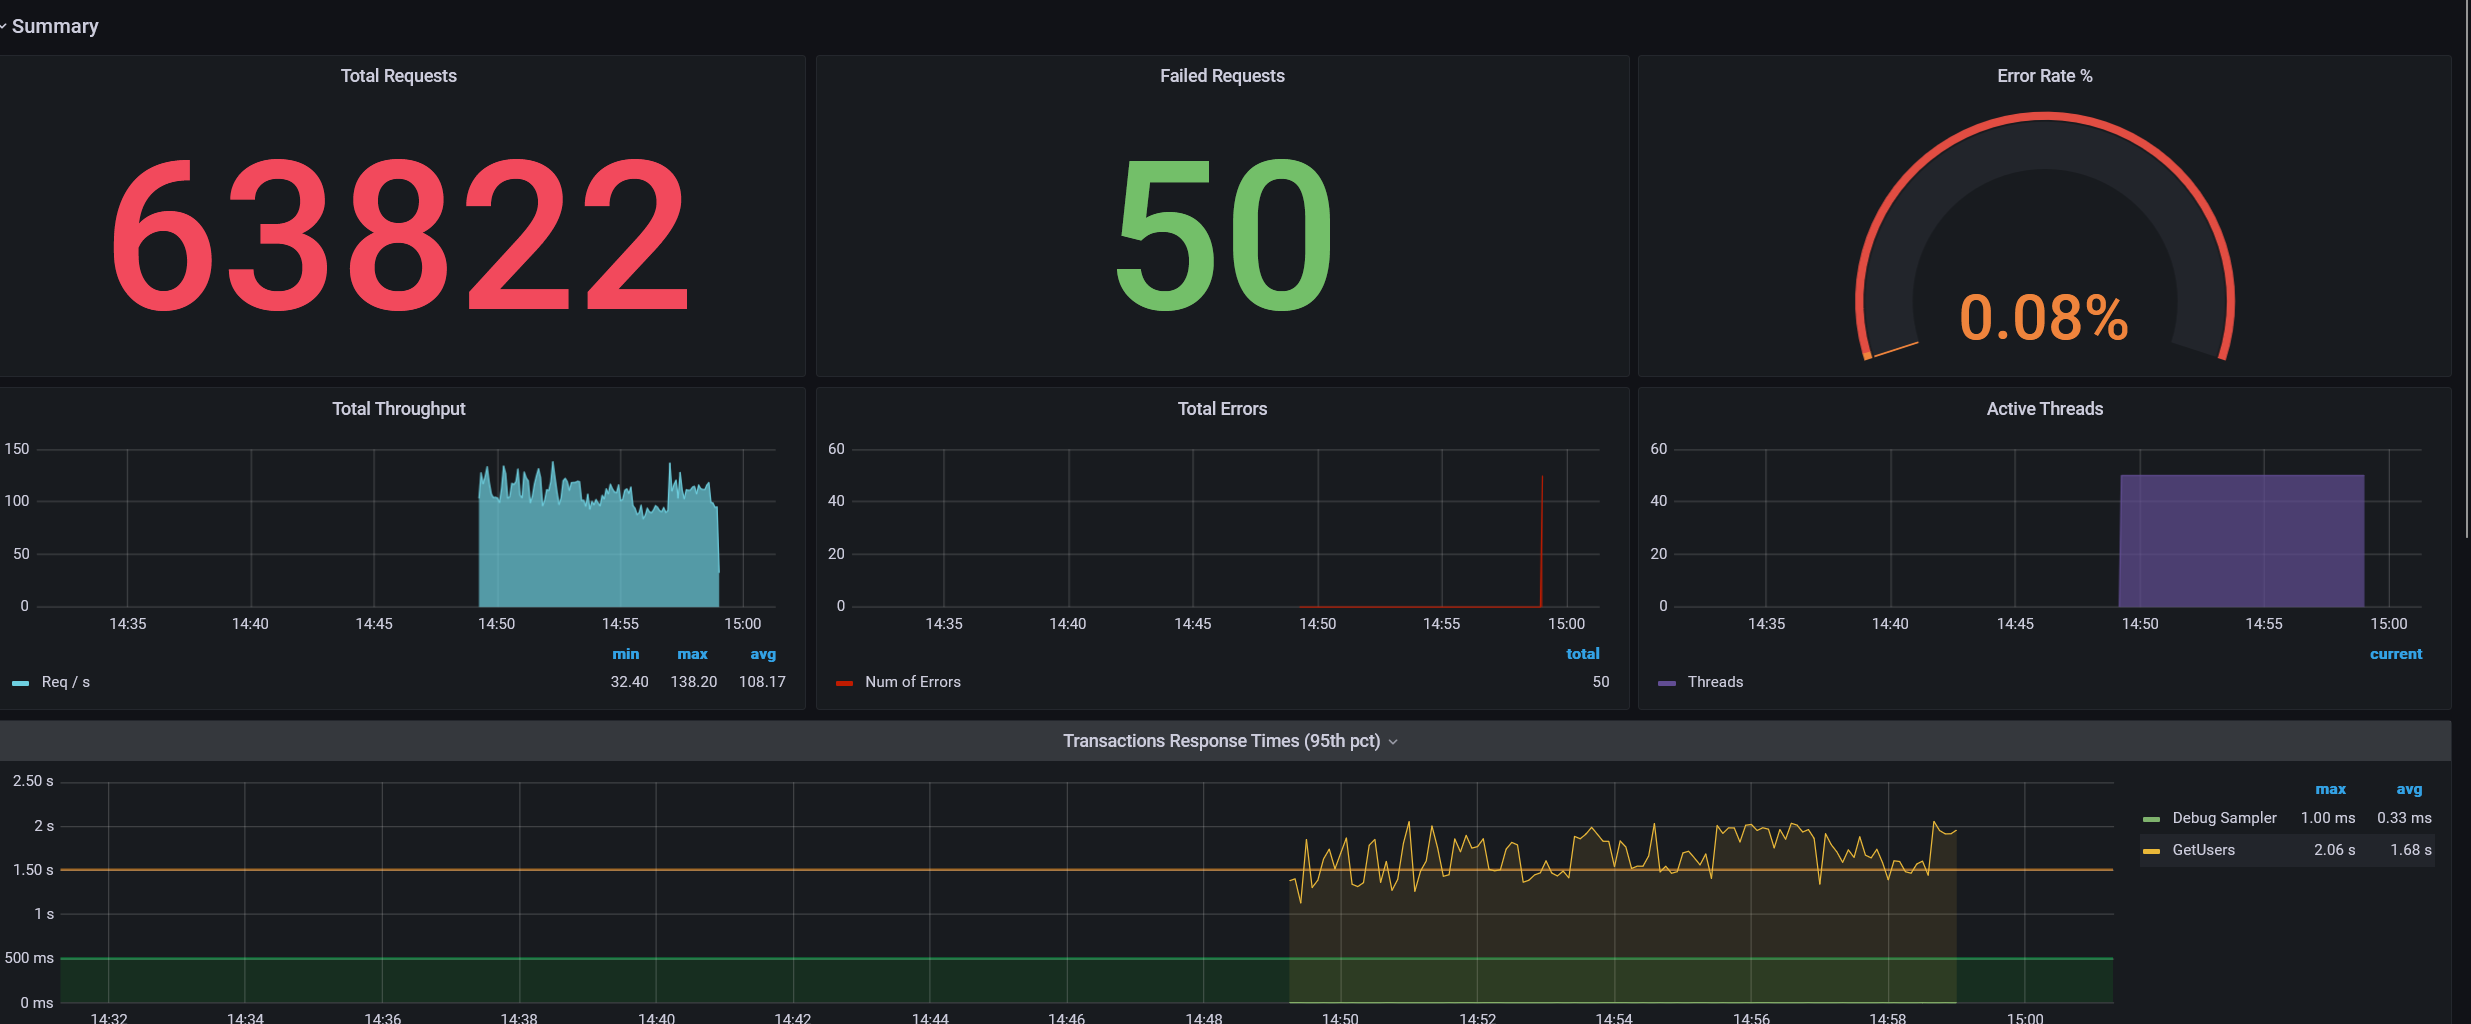 Summary
Total Requests
63822
Failed Requests
50
Error Rate %
0.08%
Total Throughput
150
100
50
0
14:35 14:40 14:45 14:50 14:55 15:00
min max avg
Req / s 32.40 138.20 108.17
Total Errors
60
40
20
0
14:35 14:40 14:45 14:50 14:55 15:00
total
Num of Errors 50
Active Threads
60
40
20
0
14:35 14:40 14:45 14:50 14:55 15:00
current
Threads
Transactions Response Times (95th pct)
2.50 s
2 s
1.50 s
1 s
500 ms
0 ms
14:32 14:34 14:36 14:38 14:40 14:42 14:44 14:46 14:48 14:50 14:52 14:54 14:56 14:58 15:00
max avg
Debug Sampler 1.00 ms 0.33 ms
GetUsers 2.06 s 1.68 s